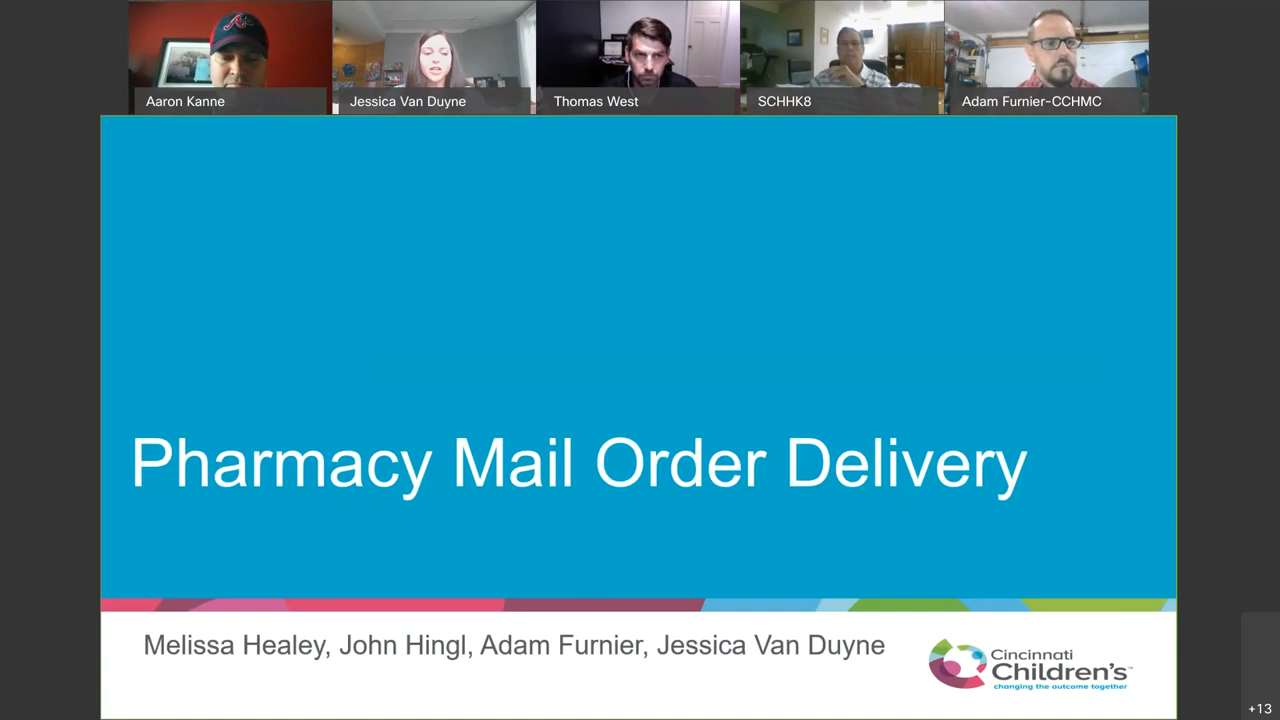 Aaron Kanne
Jessica Van Duyne
Thomas West
SCHHK8
Adam Furnier-CCHMC
Pharmacy Mail Order Delivery
Melissa Healey, John Hingl, Adam Furnier, Jessica Van Duyne
Cincinnati
Children's™
changing the outcome together
+13